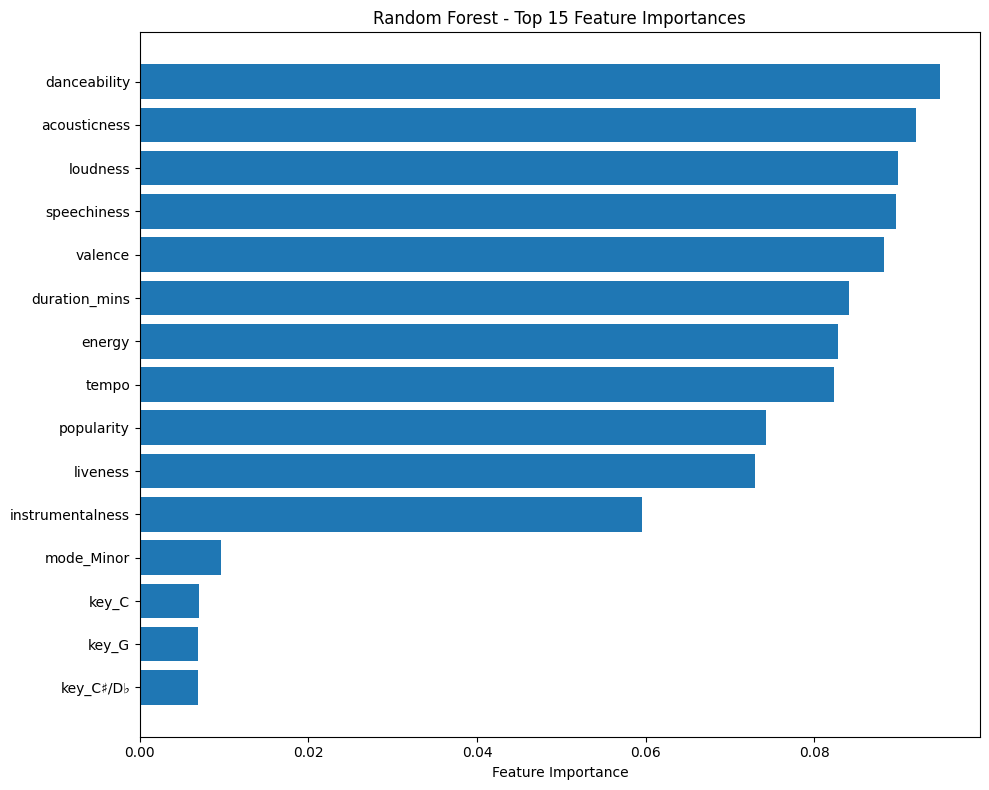 Random Forest - Top 15 Feature Importances
danceability
acousticness
loudness
speechiness
valence
duration_mins
energy
tempo
popularity
liveness
instrumentalness
mode_Minor
key_C
key_G
key_C♯/D♭
0.00 0.02 0.04 0.06 0.08
Feature Importance